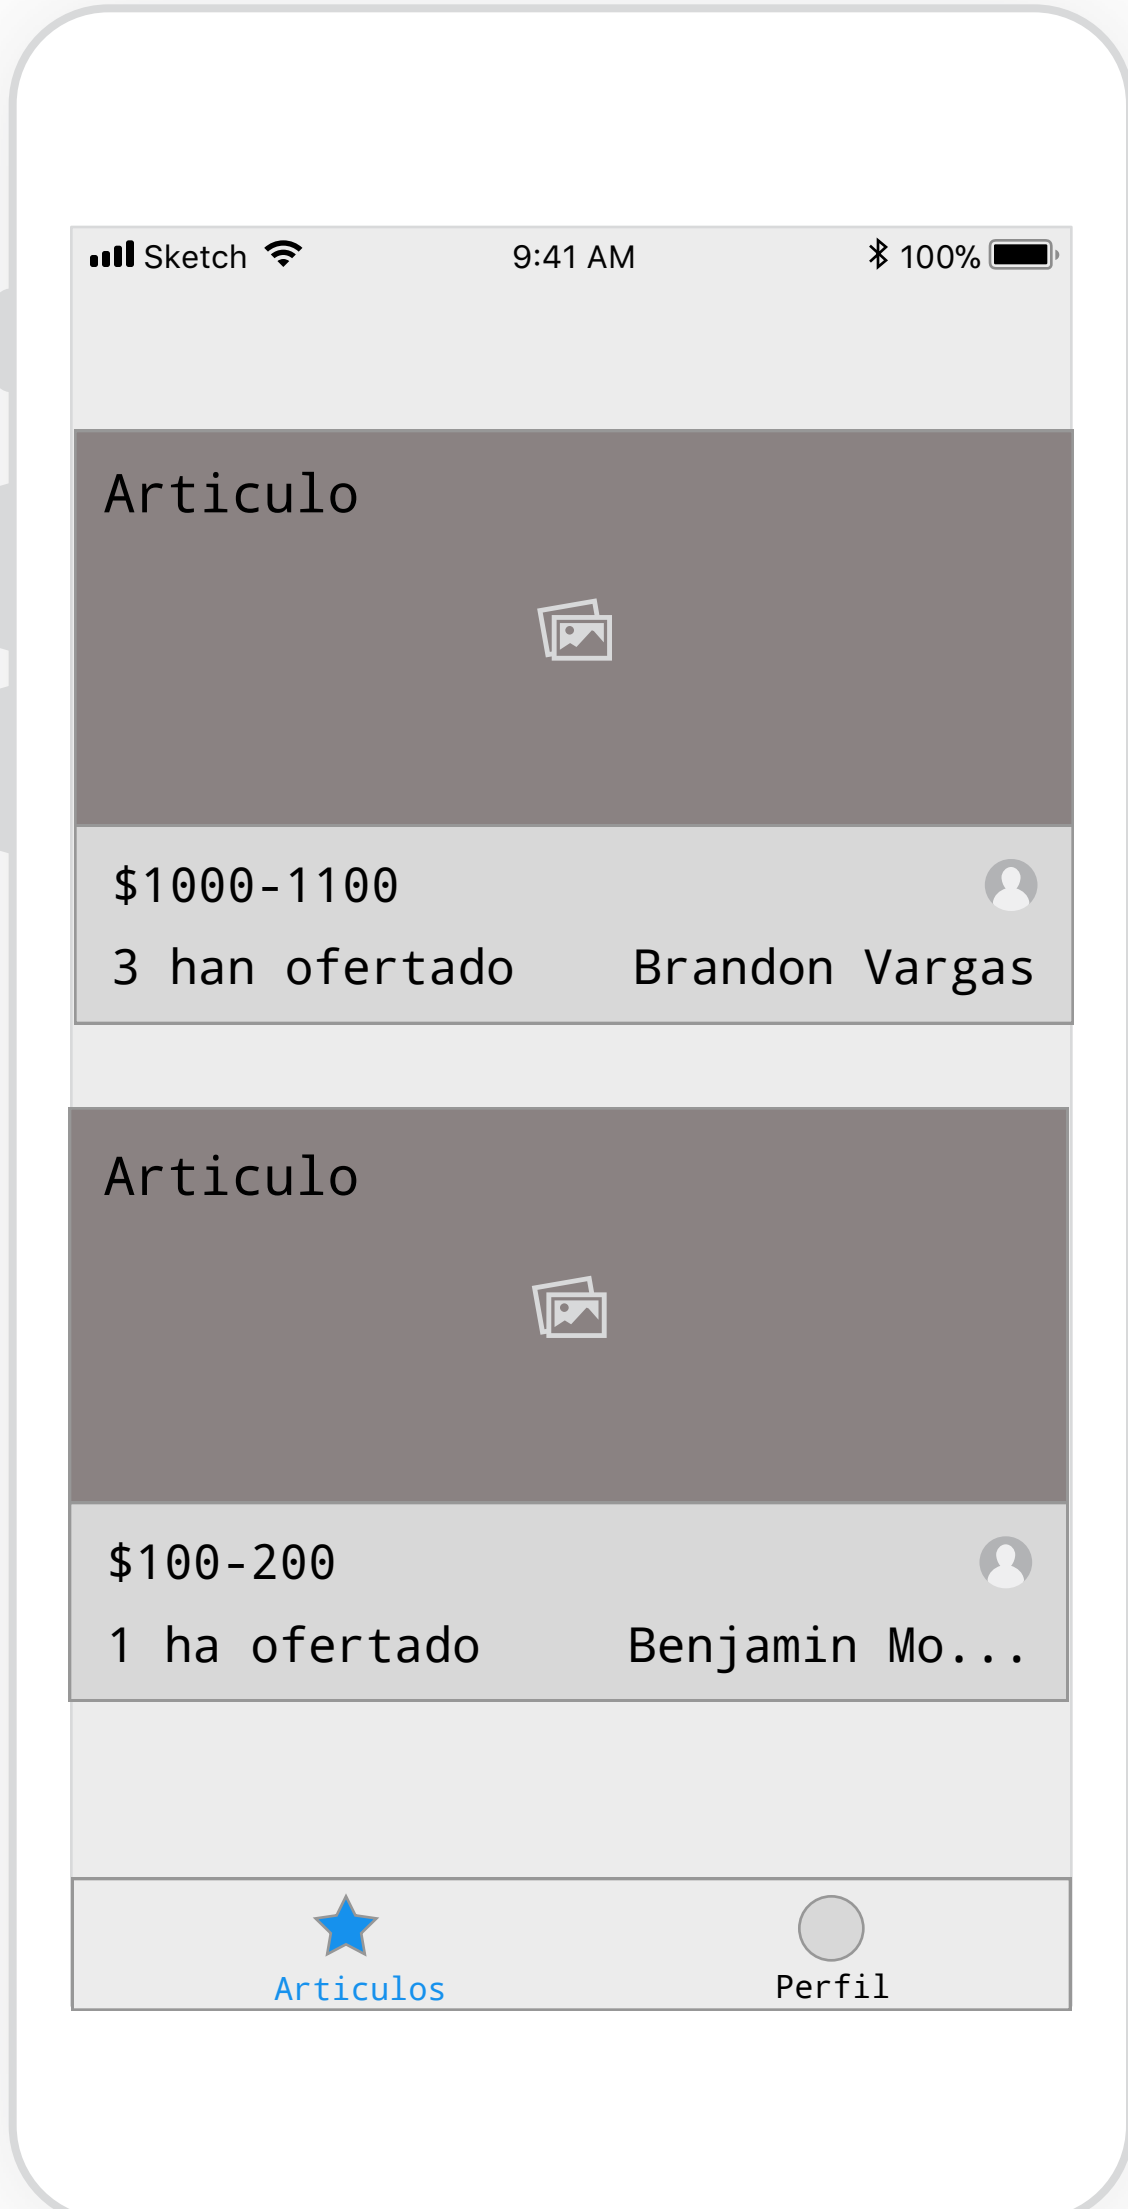 Sketch 9:41 AM 100%
Articulo
$1000-1100
3 han ofertado Brandon Vargas
Articulo
$100-200
1 ha ofertado Benjamin Mo...
Articulos Perfil